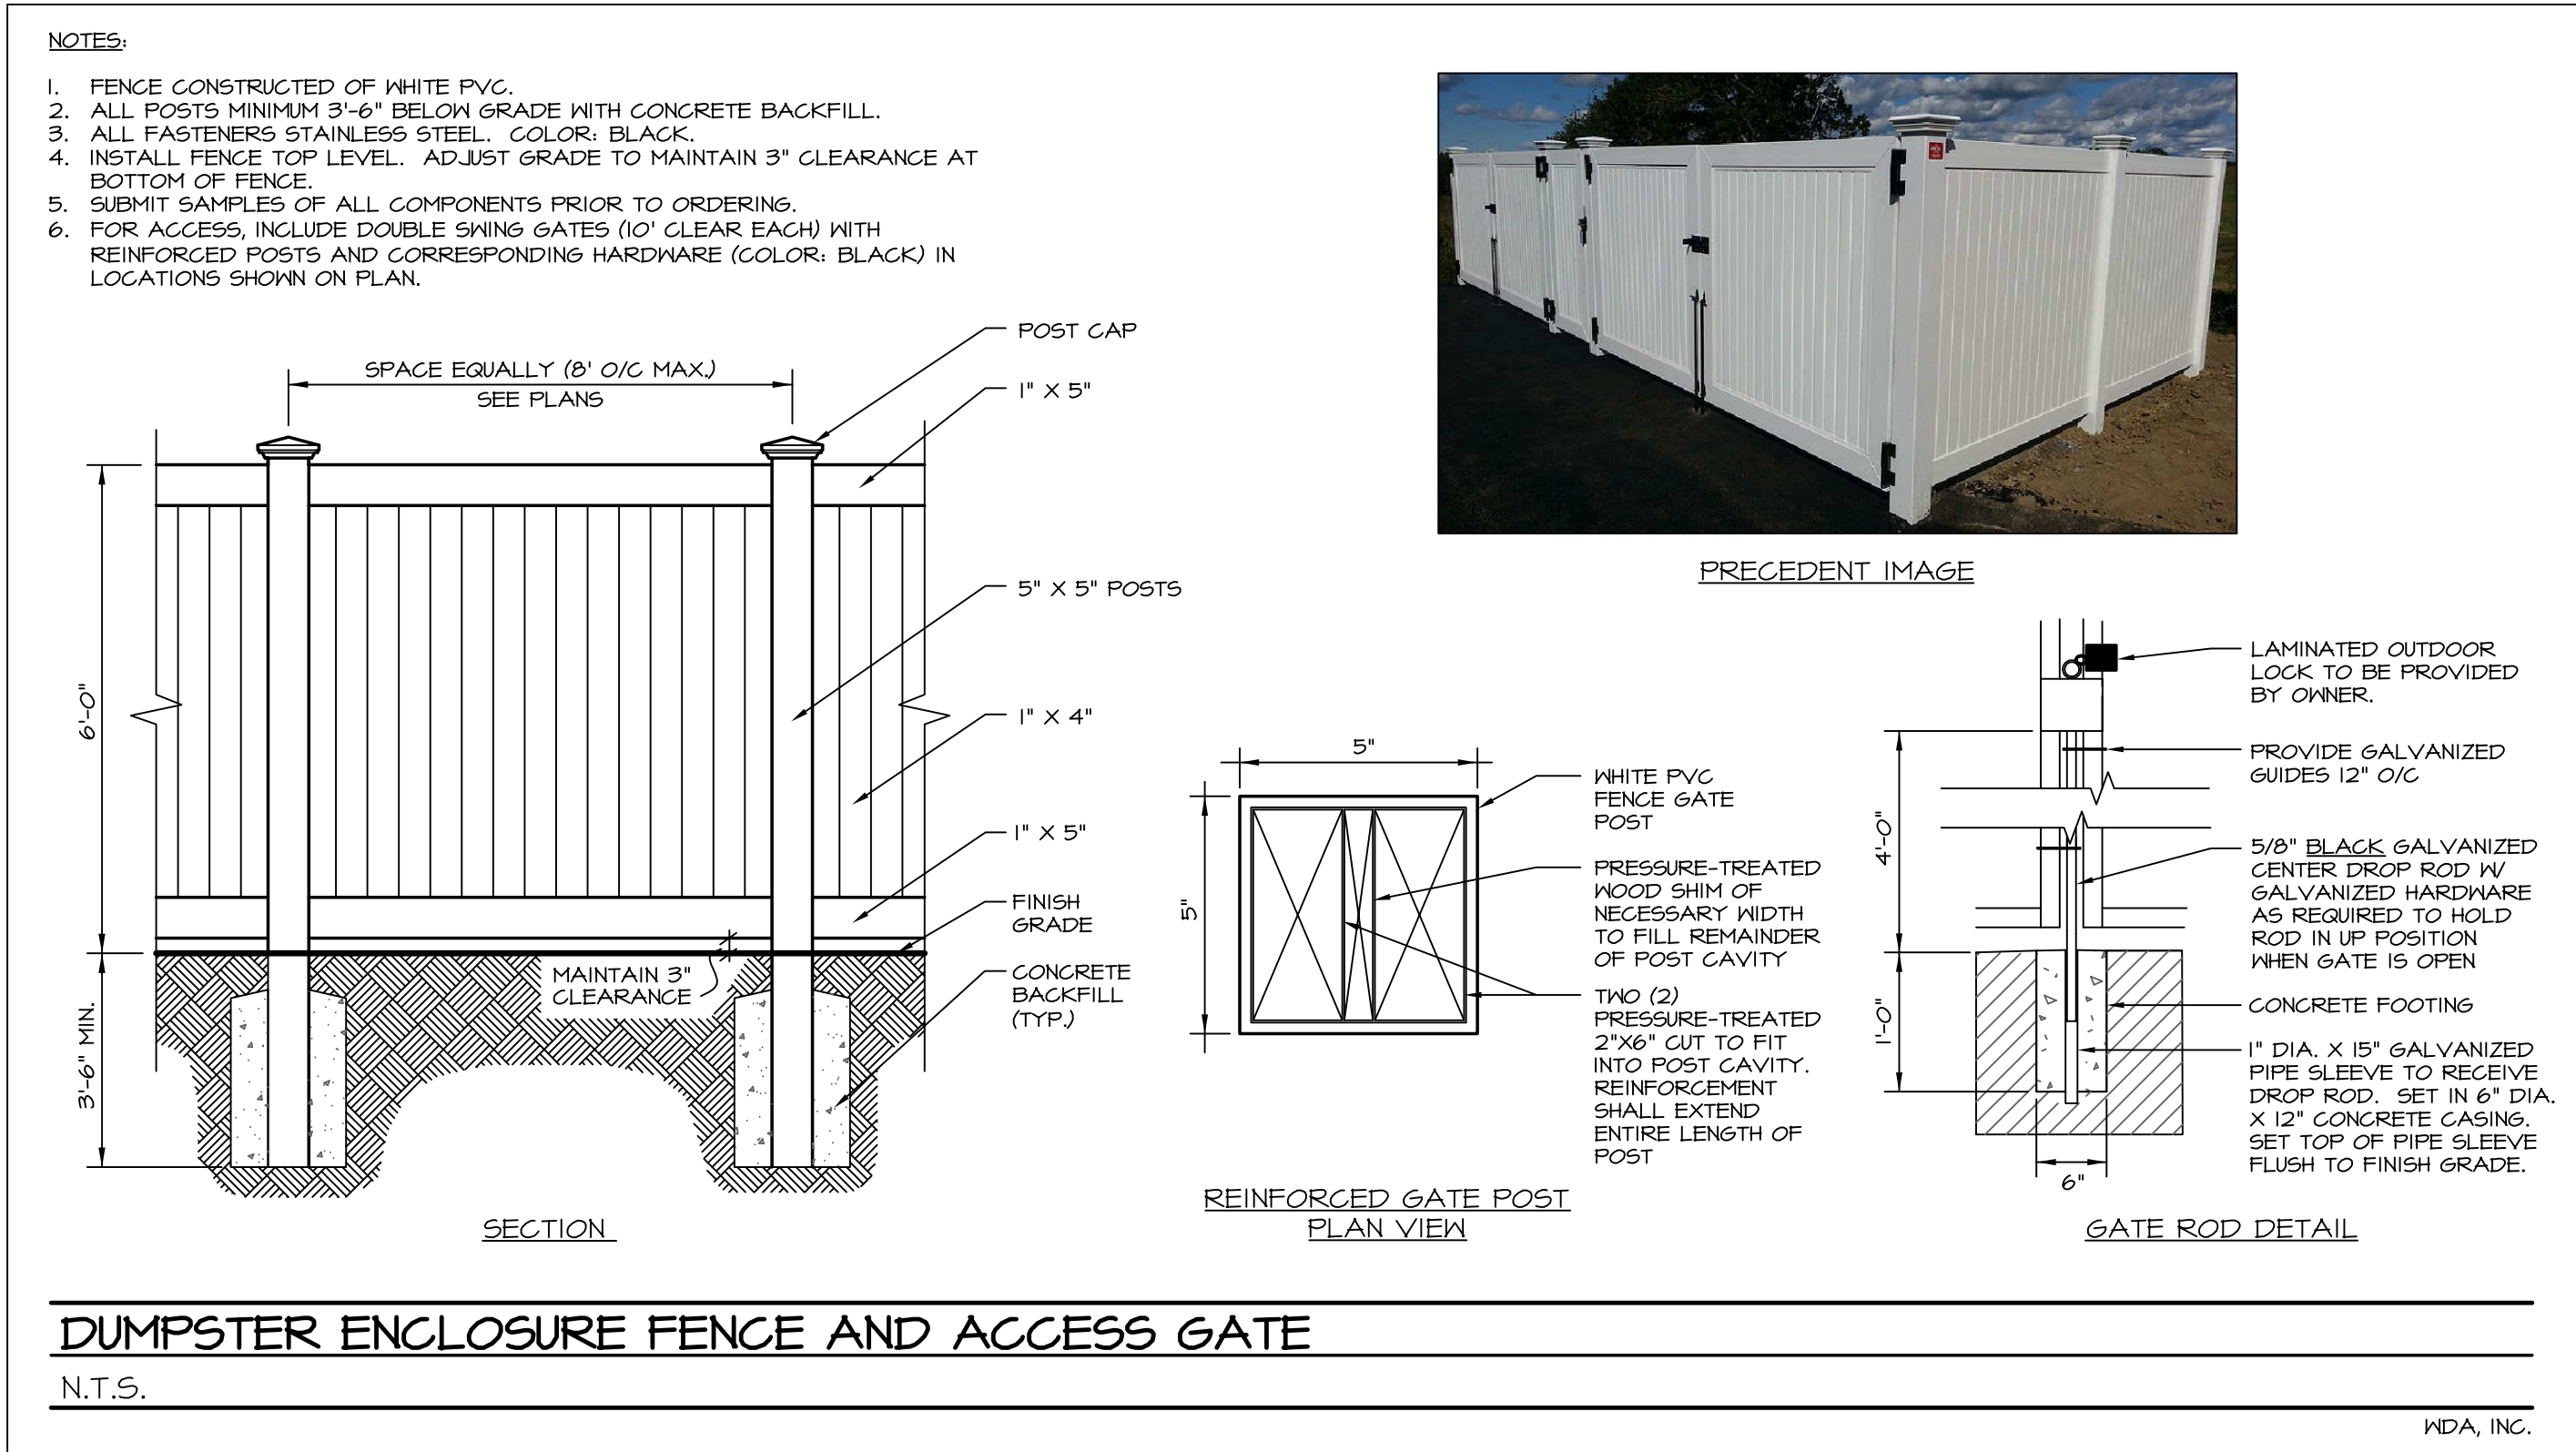 NOTES:
1. FENCE CONSTRUCTED OF WHITE PVC.
2. ALL POSTS MINIMUM 3'-6" BELOW GRADE WITH CONCRETE BACKFILL.
3. ALL FASTENERS STAINLESS STEEL. COLOR: BLACK.
4. INSTALL FENCE TOP LEVEL. ADJUST GRADE TO MAINTAIN 3" CLEARANCE AT
BOTTOM OF FENCE.
5. SUBMIT SAMPLES OF ALL COMPONENTS PRIOR TO ORDERING.
6. FOR ACCESS, INCLUDE DOUBLE SWING GATES (10' CLEAR EACH) WITH
REINFORCED POSTS AND CORRESPONDING HARDWARE (COLOR: BLACK) IN
LOCATIONS SHOWN ON PLAN.
SPACE EQUALLY (8' O/C MAX.)
SEE PLANS
POST CAP
1" X 5"
5" X 5" POSTS
1" X 4"
1" X 5"
FINISH
GRADE
CONCRETE
BACKFILL
(TYP.)
6'-0"
3'-6" MIN.
MAINTAIN 3"
CLEARANCE
SECTION
PRECEDENT IMAGE
5"
5"
WHITE PVC
FENCE GATE
POST
PRESSURE-TREATED
WOOD SHIM OF
NECESSARY WIDTH
TO FILL REMAINDER
OF POST CAVITY
TWO (2)
PRESSURE-TREATED
2"X6" CUT TO FIT
INTO POST CAVITY.
REINFORCEMENT
SHALL EXTEND
ENTIRE LENGTH OF
POST
REINFORCED GATE POST
PLAN VIEW
LAMINATED OUTDOOR
LOCK TO BE PROVIDED
BY OWNER.
PROVIDE GALVANIZED
GUIDES 12" O/C
5/8" BLACK GALVANIZED
CENTER DROP ROD W/
GALVANIZED HARDWARE
AS REQUIRED TO HOLD
ROD IN UP POSITION
WHEN GATE IS OPEN
CONCRETE FOOTING
1" DIA. X 15" GALVANIZED
PIPE SLEEVE TO RECEIVE
DROP ROD. SET IN 6" DIA.
X 12" CONCRETE CASING.
SET TOP OF PIPE SLEEVE
FLUSH TO FINISH GRADE.
4'-0"
1'-0"
6"
GATE ROD DETAIL
DUMPSTER ENCLOSURE FENCE AND ACCESS GATE
N.T.S.
WDA, INC.